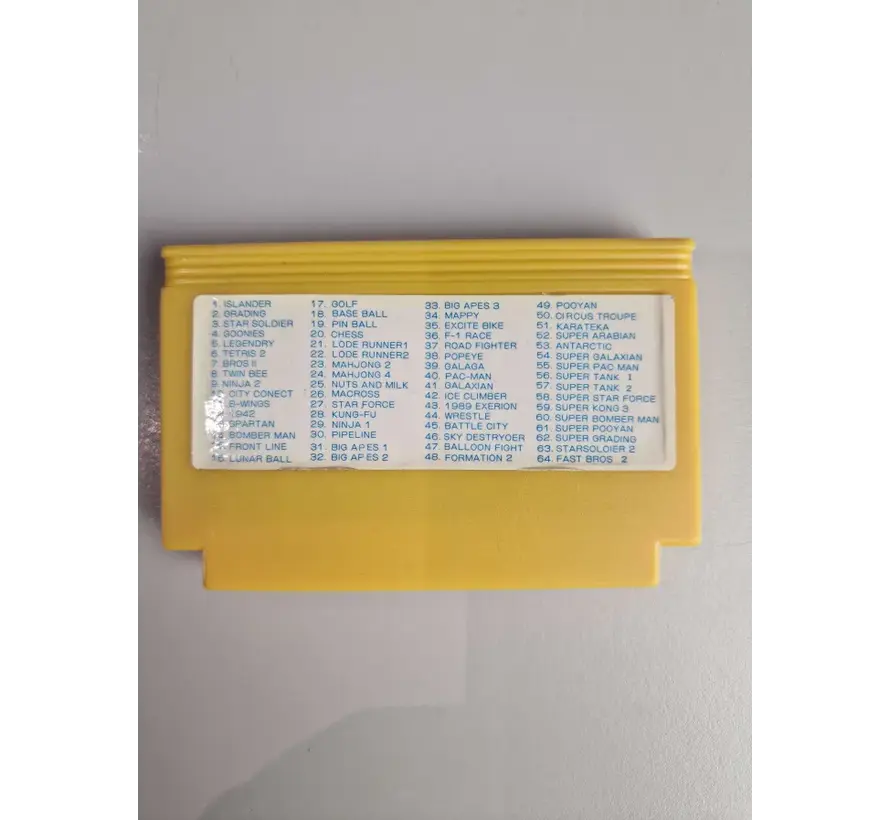 1. ISLANDER
2. GRADING
3. STAR SOLDIER
4. GOONIES
5. LEGENDRY
6. TETRIS 2
7. BROS II
8. TWIN BEE
9. NINJA 2
10. CITY CONECT
B-WINGS
1942
SPARTAN
BOMBER MAN
FRONT LINE
16. LUNAR BALL
17. GOLF
18. BASE BALL
19. PIN BALL
20. CHESS
21. LODE RUNNER1
22. LODE RUNNER2
23. MAHJONG 2
24. MAHJONG 4
25. NUTS AND MILK
26. MACROSS
27. STAR FORCE
28. KUNG-FU
29. NINJA 1
30. PIPELINE
31. BIG APES 1
32. BIG APES 2
33. BIG APES 3
34. MAPPY
35. EXCITE BIKE
36. F-1 RACE
37. ROAD FIGHTER
38. POPEYE
39. GALAGA
40. PAC-MAN
41. GALAXIAN
42. ICE CLIMBER
43. 1989 EXERION
44. WRESTLE
45. BATTLE CITY
46. SKY DESTRYOER
47. BALLOON FIGHT
48. FORMATION 2
49. POOYAN
50. CIRCUS TROUPE
51. KARATEKA
52. SUPER ARABIAN
53. ANTARCTIC
54. SUPER GALAXIAN
55. SUPER PAC MAN
56. SUPER TANK 1
57. SUPER TANK 2
58. SUPER STAR FORCE
59. SUPER KONG 3
60. SUPER BOMBER MAN
61. SUPER POOYAN
62. SUPER GRADING
63. STARSOLOIER 2
64. FAST BROS 2